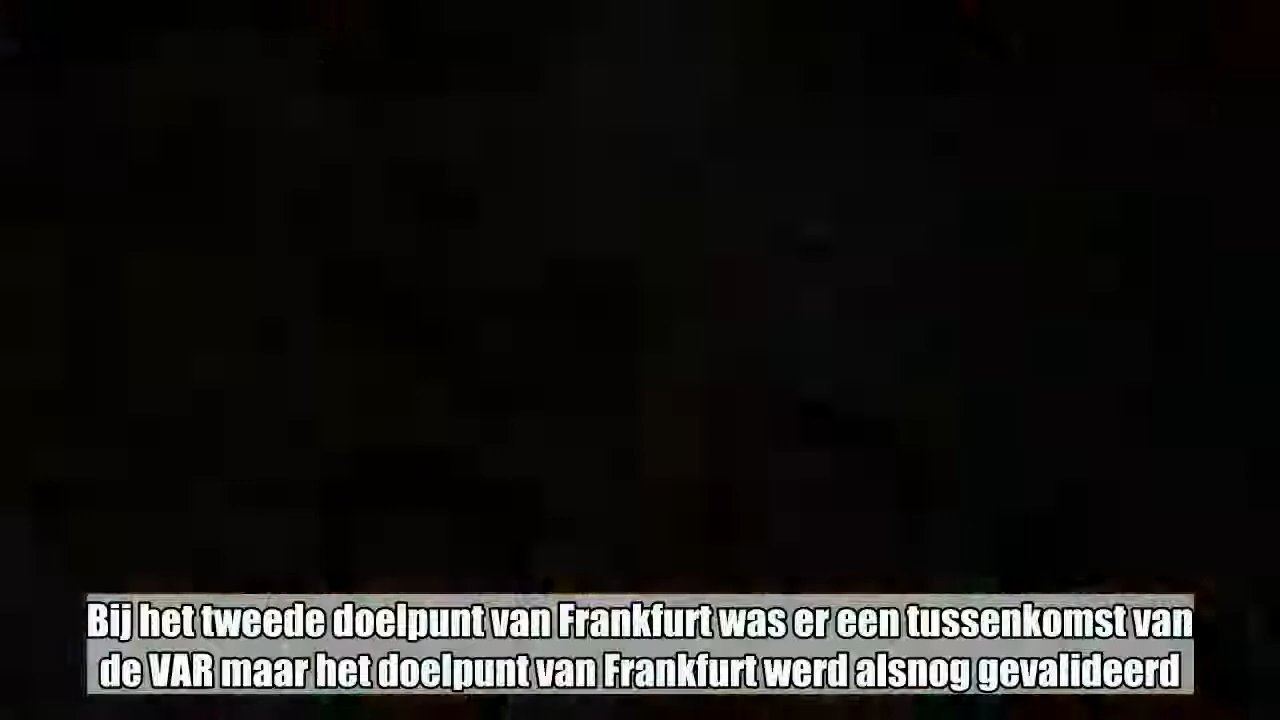 Bij het tweede doelpunt van Frankfurt was er een tussenkomst van
de VAR maar het doelpunt van Frankfurt werd alsnog gevalideerd